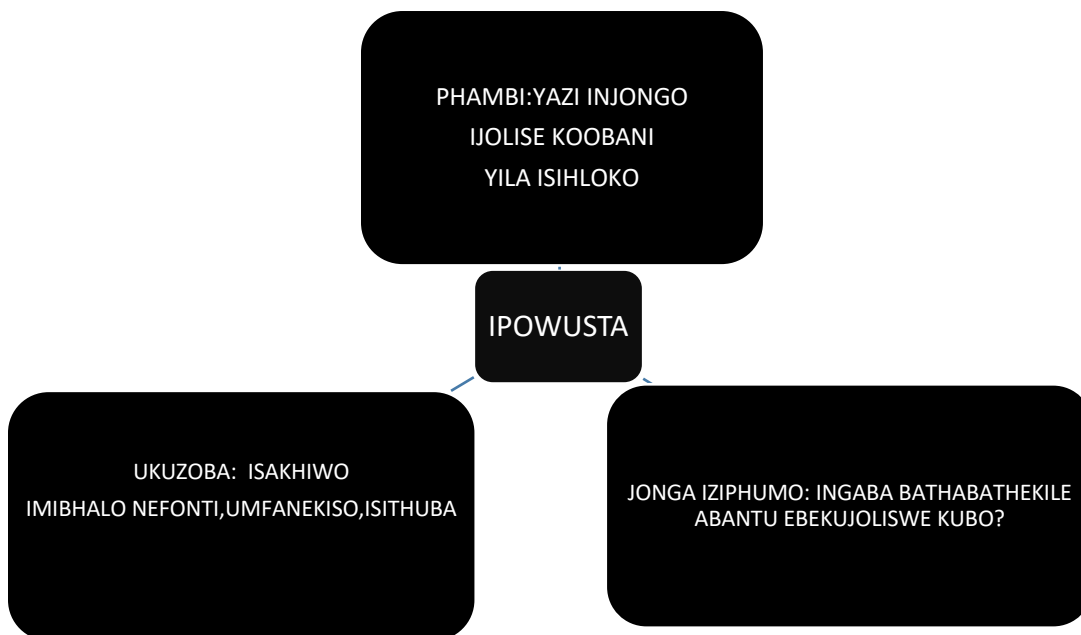 PHAMBI:YAZI INJONGO
IJOLISE KOOBANI
YILA ISIHLOKO
IPOWUSTA
UKUZOBA: ISAKHIWO
IMIBHALO NEFONTI,UMFANEKISO,ISITHUBA
JONGA IZIPHUMO: INGABA BATHABATHEKILE
ABANTU EBEKUJOLISWE KUBO?